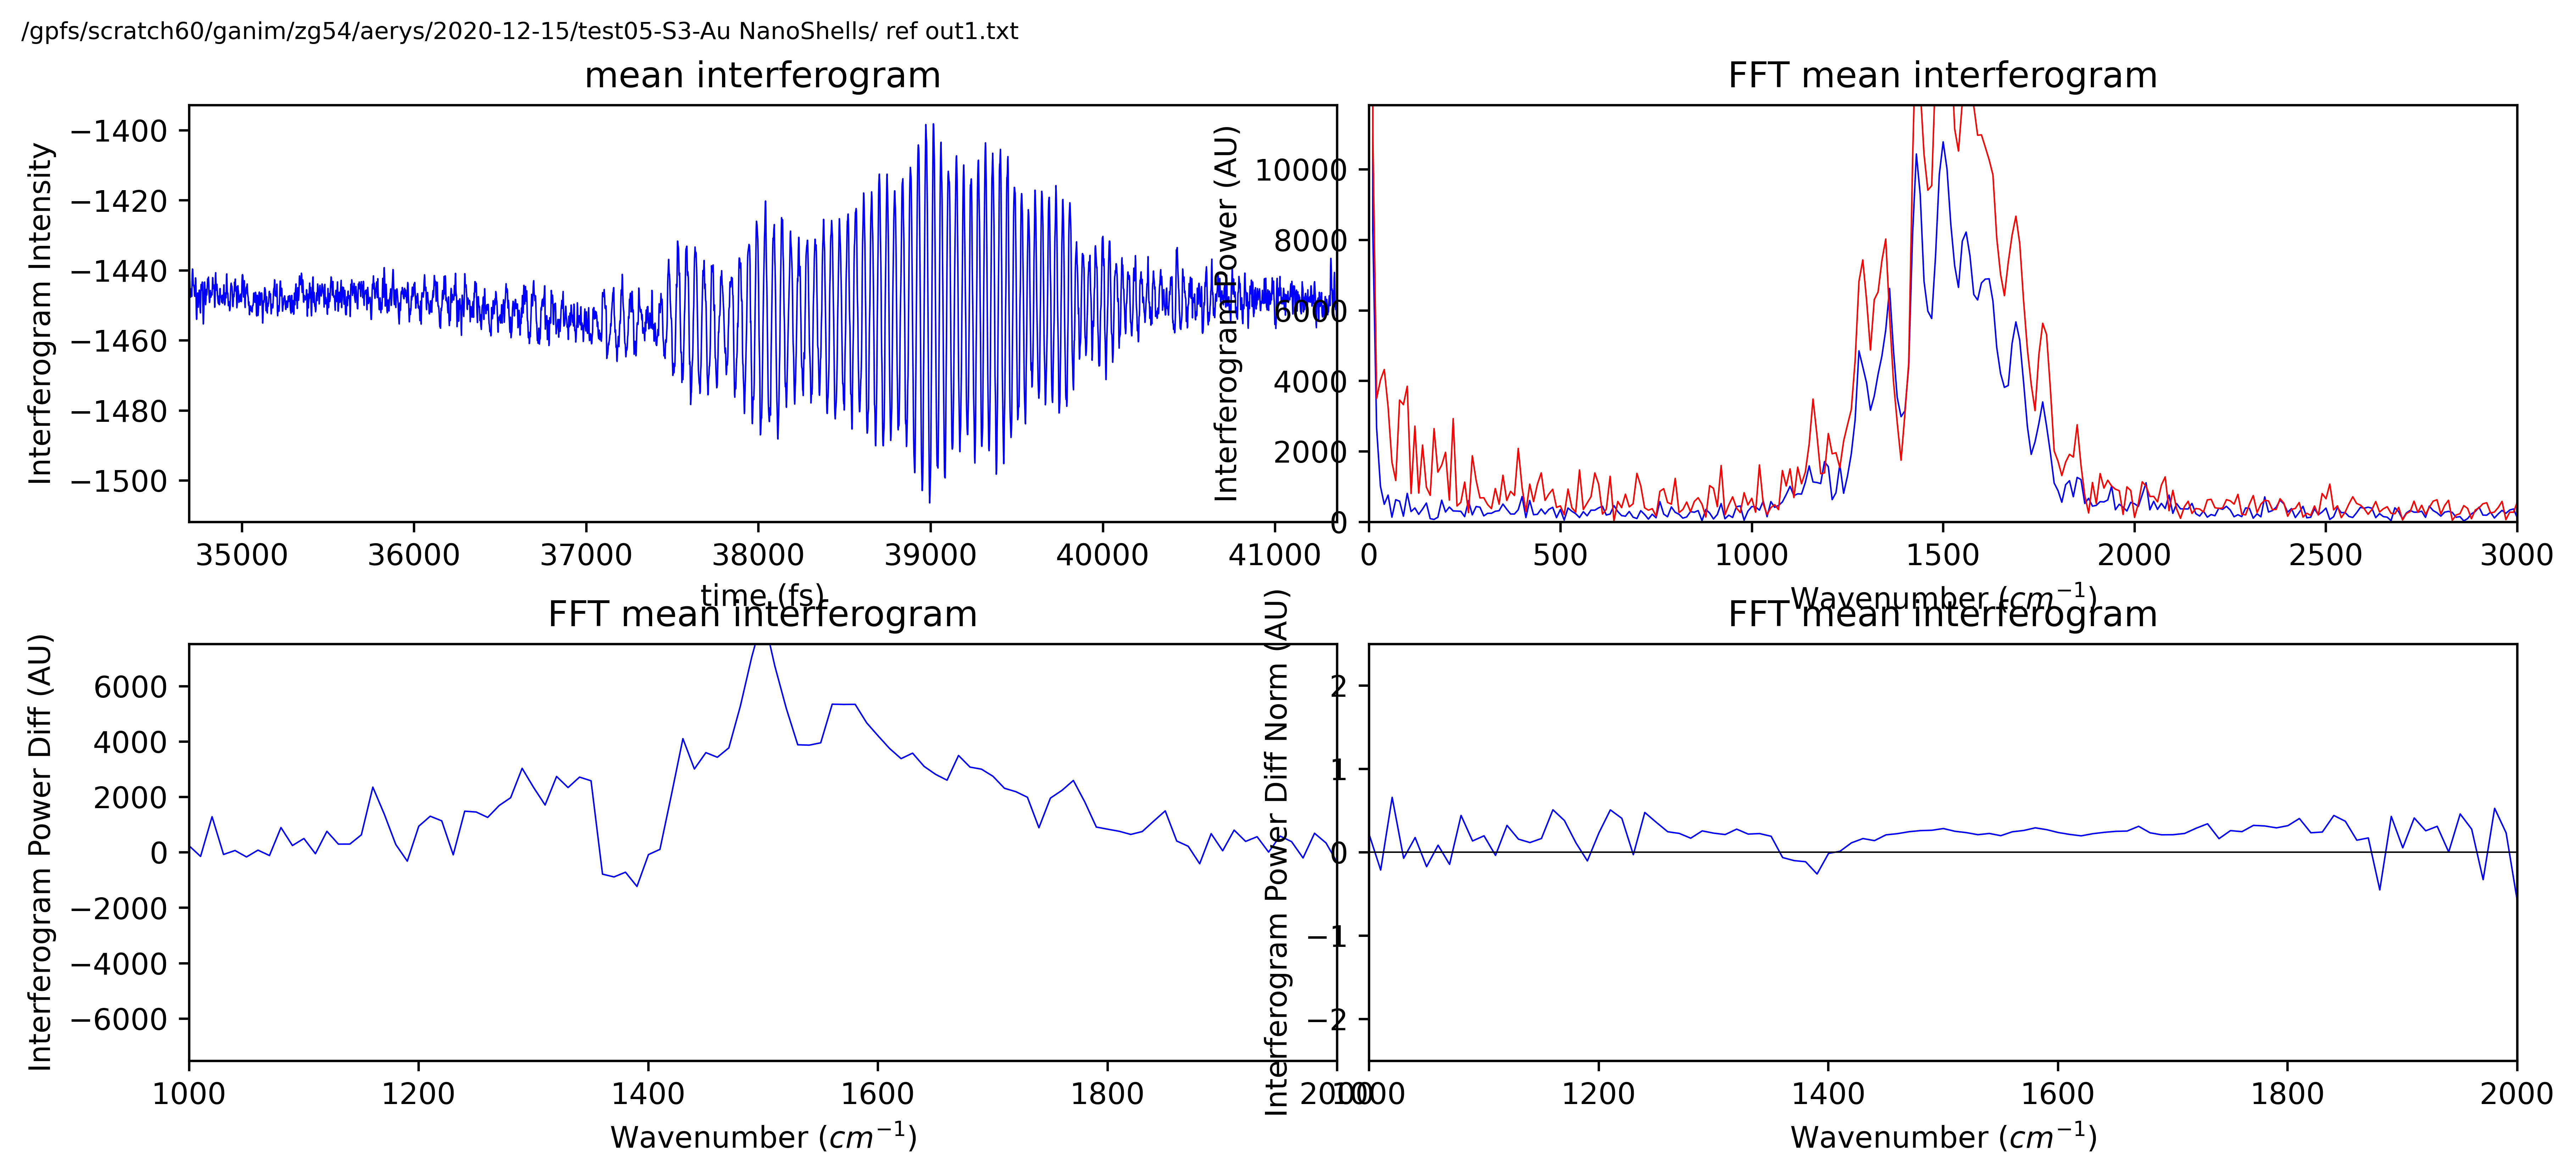 /gpfs/scratch60/ganim/zg54/aerys/2020-12-15/test05-S3-Au NanoShells/ ref out1.txt
mean interferogram
Interferogram Intensity
−1400
−1420
−1440
−1460
−1480
−1500
35000 36000 37000 38000 39000 40000 41000
time (fs)
FFT mean interferogram
Interferogram Power (AU)
10000
8000
6000
4000
2000
0
0 500 1000 1500 2000 2500 3000
Wavenumber (cm⁻¹)
FFT mean interferogram
Interferogram Power Diff (AU)
6000
4000
2000
0
−2000
−4000
−6000
1000 1200 1400 1600 1800 2000
Wavenumber (cm⁻¹)
FFT mean interferogram
Interferogram Power Diff Norm (AU)
2
1
0
−1
−2
1000 1200 1400 1600 1800 2000
Wavenumber (cm⁻¹)